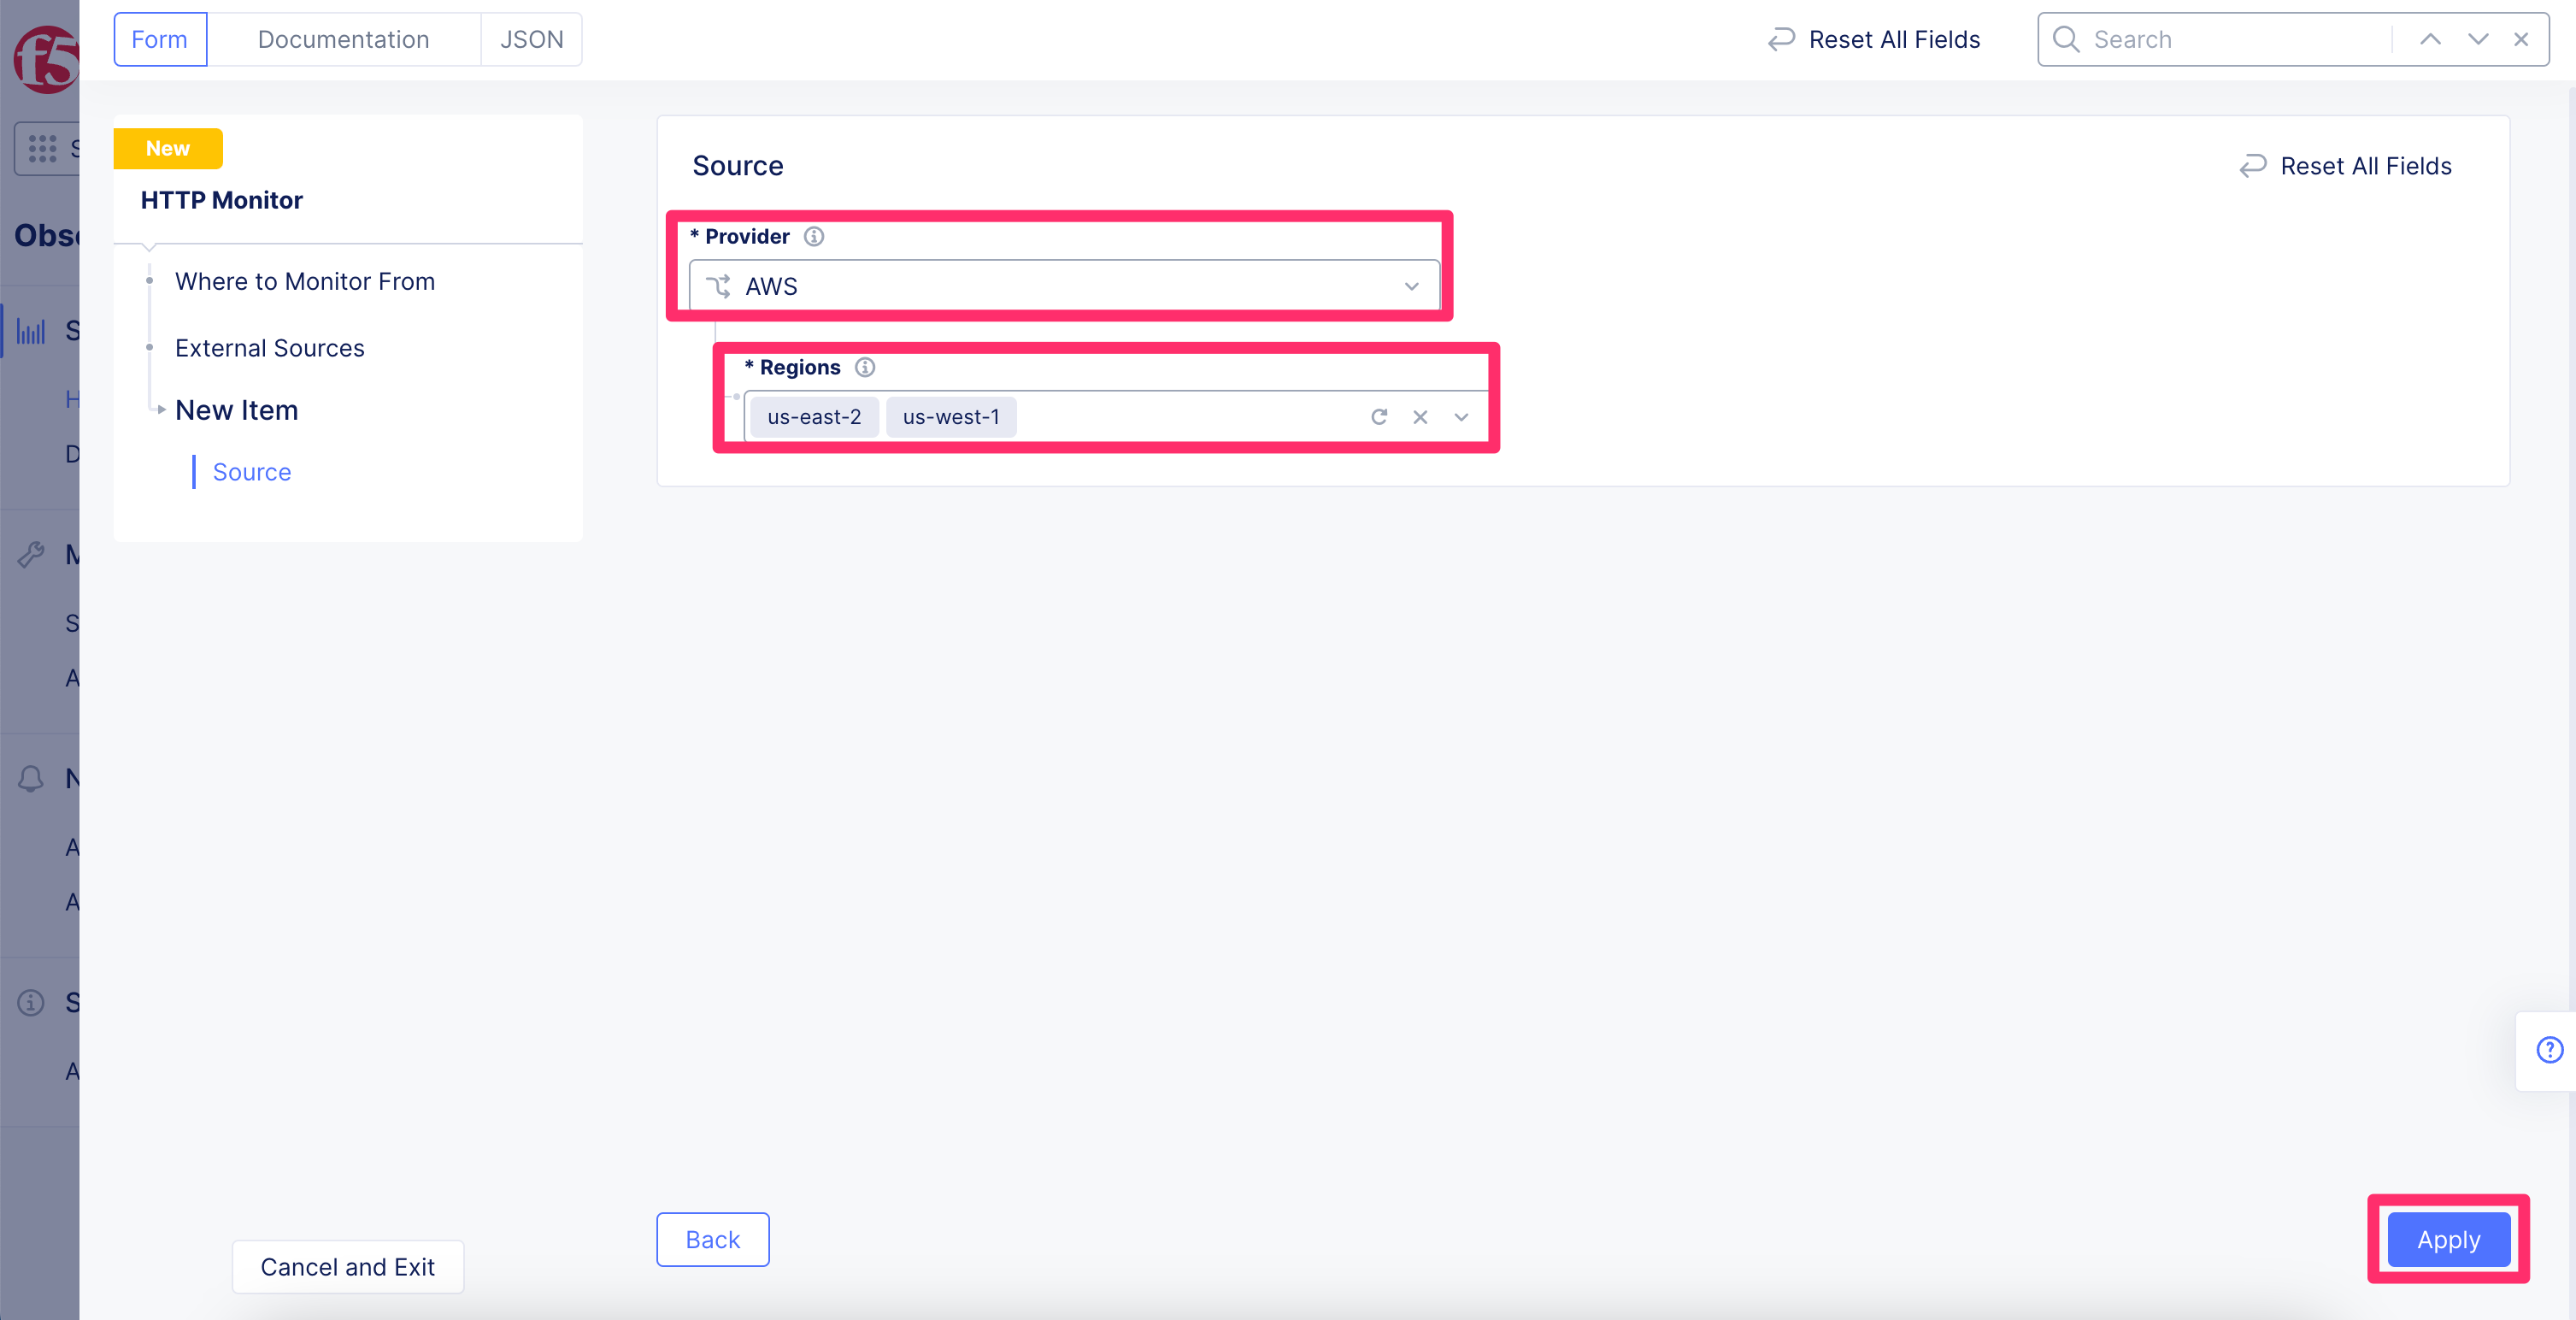 Form
Documentation
JSON
Reset All Fields
Search
f5
New
HTTP Monitor
Where to Monitor From
External Sources
New Item
Source
Source
Reset All Fields
* Provider
AWS
* Regions
us-east-2 us-west-1
Back
Apply
Cancel and Exit